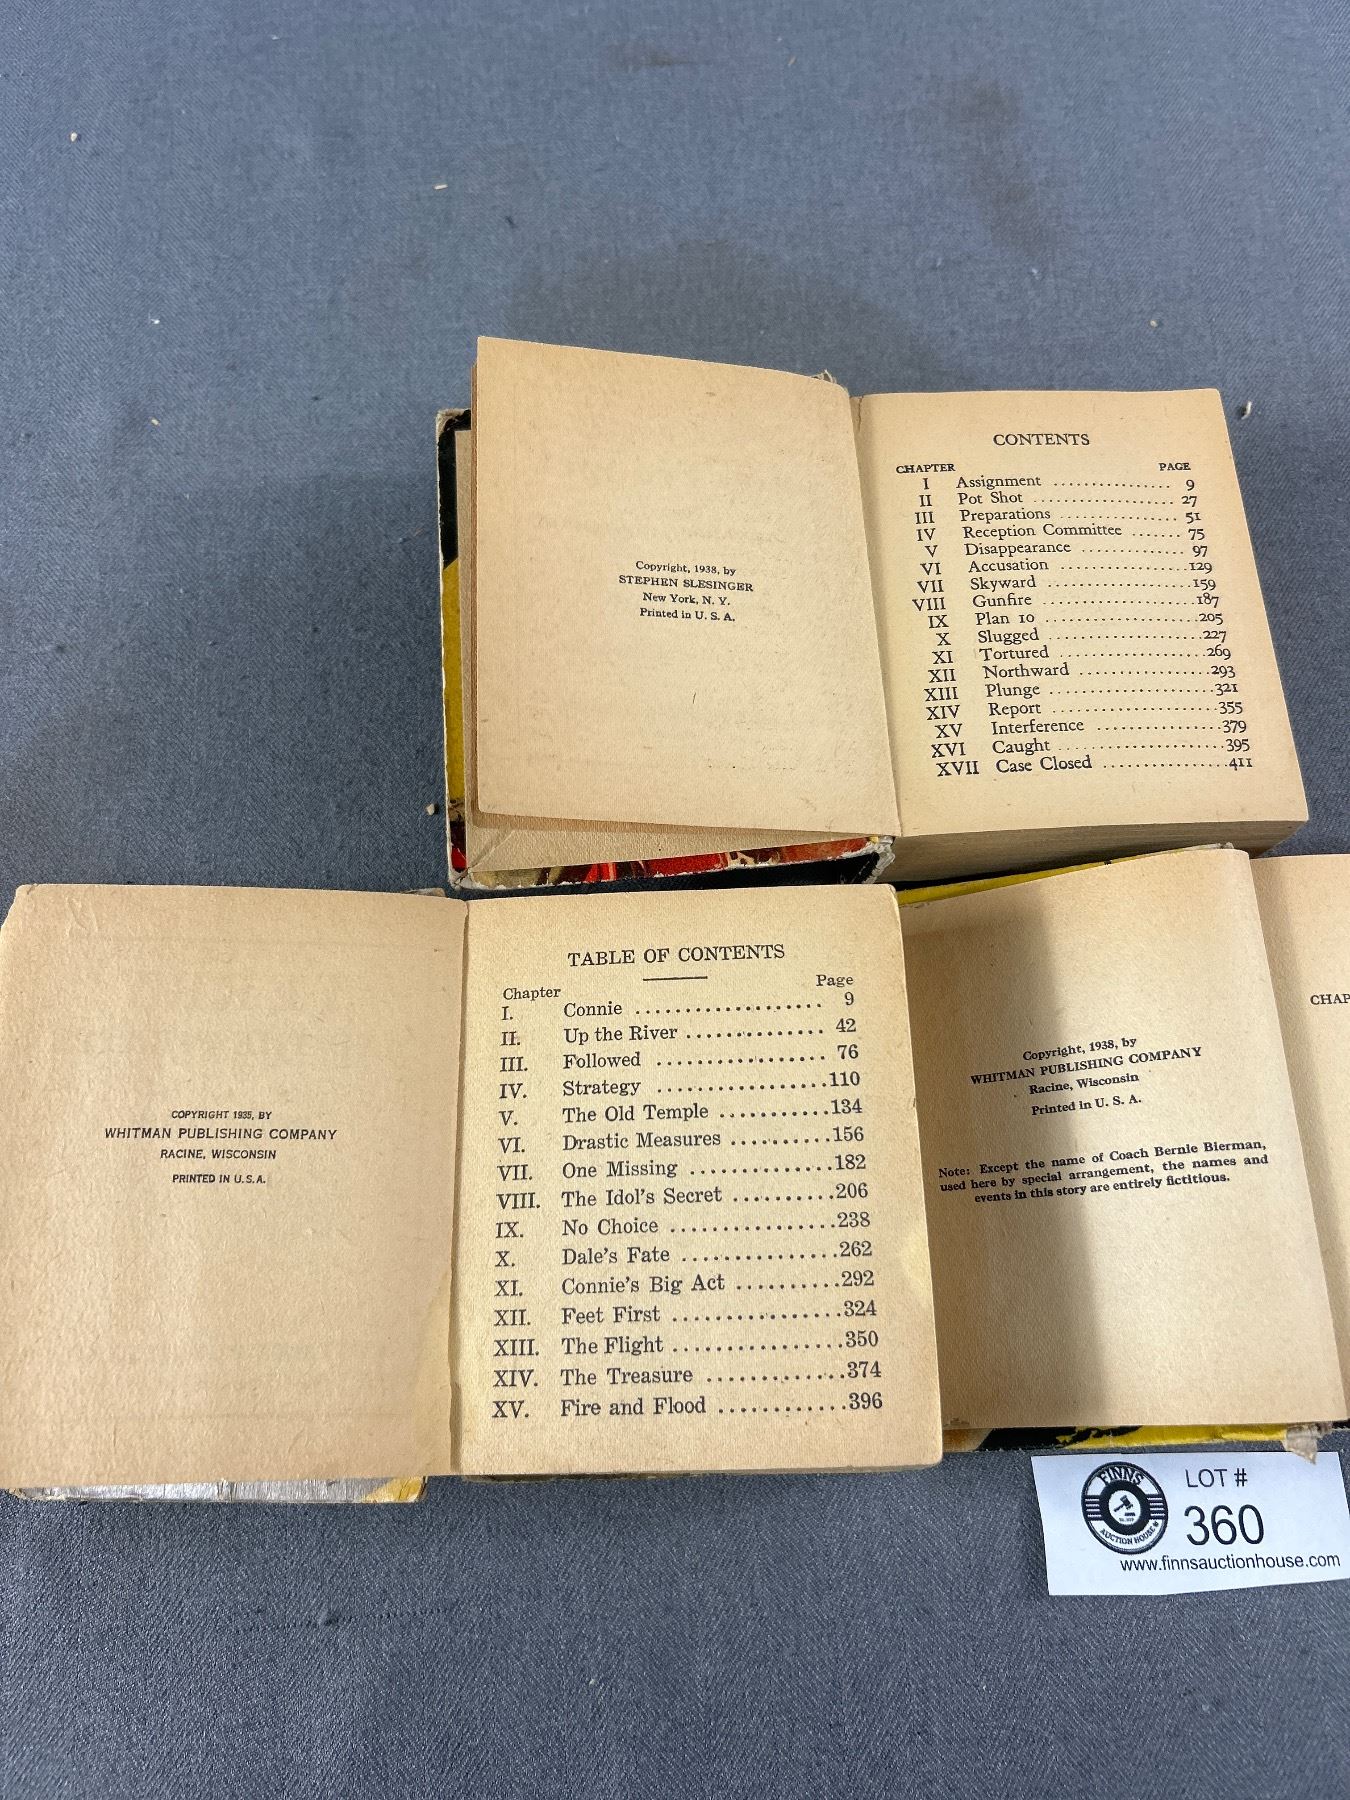 Copyright, 1938, by
STEPHEN SLESINGER
New York, N. Y.
Printed in U. S. A.
CONTENTS
CHAPTER PAGE
I Assignment ................ 9
II Pot Shot .................. 27
III Preparations ............... 51
IV Reception Committee ....... 75
V Disappearance .............. 97
VI Accusation .................129
VII Skyward ...................159
VIII Gunfire ....................187
IX Plan 10 ....................205
X Slugged ....................227
XI Tortured ...................269
XII Northward .................293
XIII Plunge ......................321
XIV Report .....................355
XV Interference ................379
XVI Caught ......................395
XVII Case Closed ................411
COPYRIGHT 1935, BY
WHITMAN PUBLISHING COMPANY
RACINE, WISCONSIN
PRINTED IN U.S.A.
TABLE OF CONTENTS
Chapter Page
I. Connie ................... 9
II. Up the River .............. 42
III. Followed ................. 76
IV. Strategy .................110
V. The Old Temple ...........134
VI. Drastic Measures ..........156
VII. One Missing ..............182
VIII. The Idol's Secret ..........206
IX. No Choice ................238
X. Dale's Fate ...............262
XI. Connie's Big Act ..........292
XII. Feet First ................324
XIII. The Flight ................350
XIV. The Treasure .............374
XV. Fire and Flood ............396
Copyright, 1938, by
WHITMAN PUBLISHING COMPANY
Racine, Wisconsin
Printed in U. S. A.
Note: Except the name of Coach Bernie Bierman,
used here by special arrangement, the names and
events in this story are entirely fictitious.
CHAP
FINNS
AUCTION HOUSE
LOT #
360
www.finnsauctionhouse.com